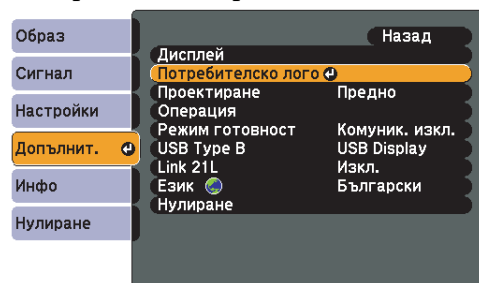 Образ
Сигнал
Настройки
Допълнит.
Инфо
Нулиране
Назад
Дисплей
Потребителско лого
Проектиране Предно
Операция
Режим готовност Комуник. изкл.
USB Type B USB Display
Link 21L Изкл.
Език Български
Нулиране